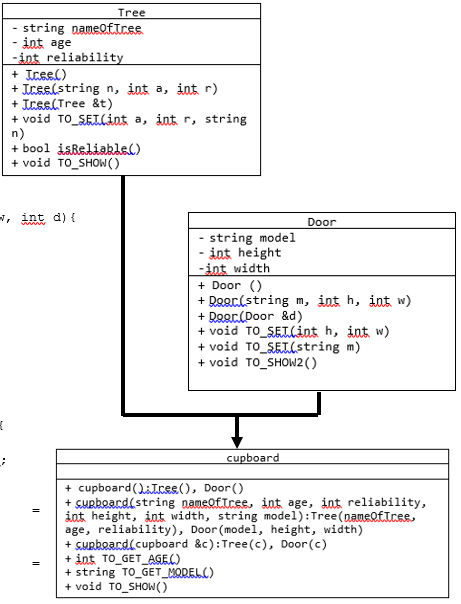 Tree
- string nameOfTree
- int age
-int reliability
+ Tree()
+ Tree(string n, int a, int r)
+ Tree(Tree &t)
+ void TO_SET(int a, int r, string
n)
+ bool isReliable()
+ void TO_SHOW()
w, int d){
Door
- string model
- int height
-int width
+ Door ()
+ Door(string m, int h, int w)
+ Door(Door &d)
+ void TO_SET(int h, int w)
+ void TO_SET(string m)
+ void TO_SHOW2()
{
;
cupboard
+ cupboard():Tree(), Door()
+ cupboard(string nameOfTree, int age, int reliability,
= int height, int width, string model):Tree(nameOfTree,
age, reliability), Door(model, height, width)
+ cupboard(cupboard &c):Tree(c), Door(c)
= + int TO_GET_AGE()
+ string TO_GET_MODEL()
+ void TO_SHOW()